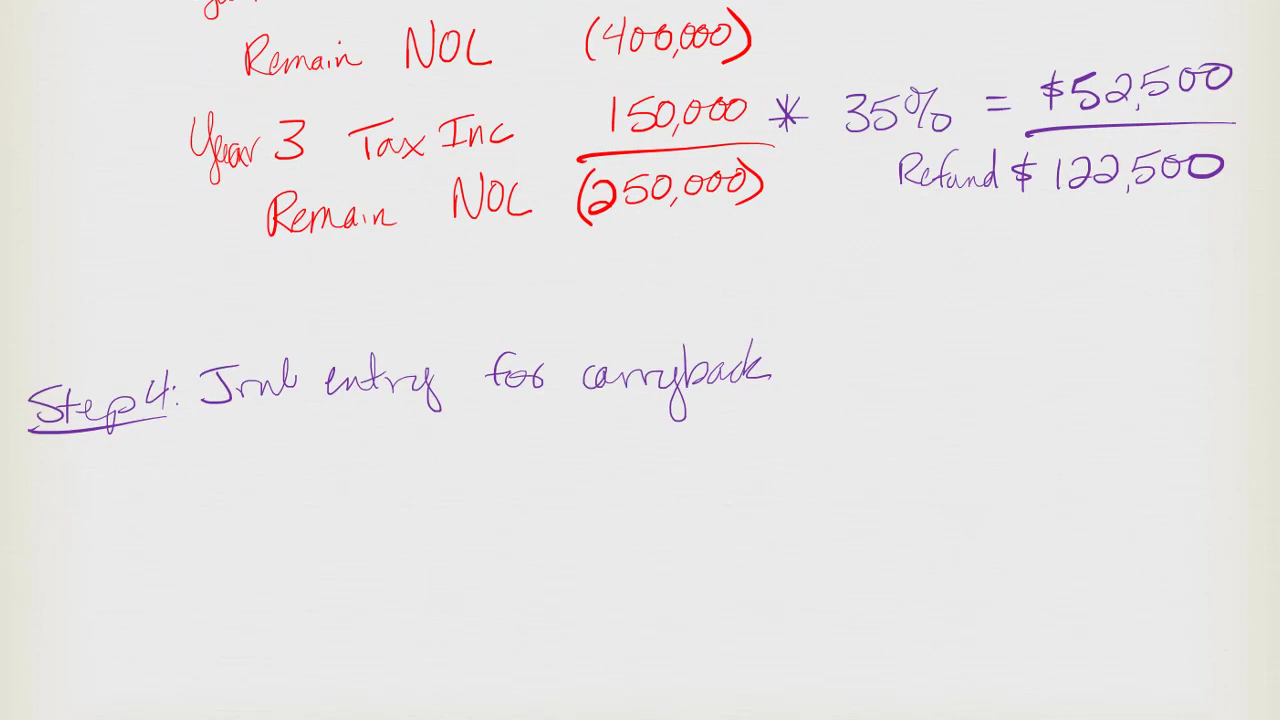 Remain NOL (400,000)
Year 3 Tax Inc 150,000 * 35% = $52,500
Remain NOL (250,000) Refund $ 122,500
Step 4: Jrnl entry for carryback